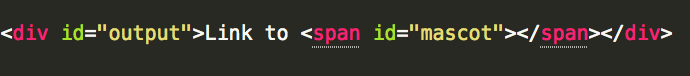 <div id="output">Link to <span id="mascot"></span></div>